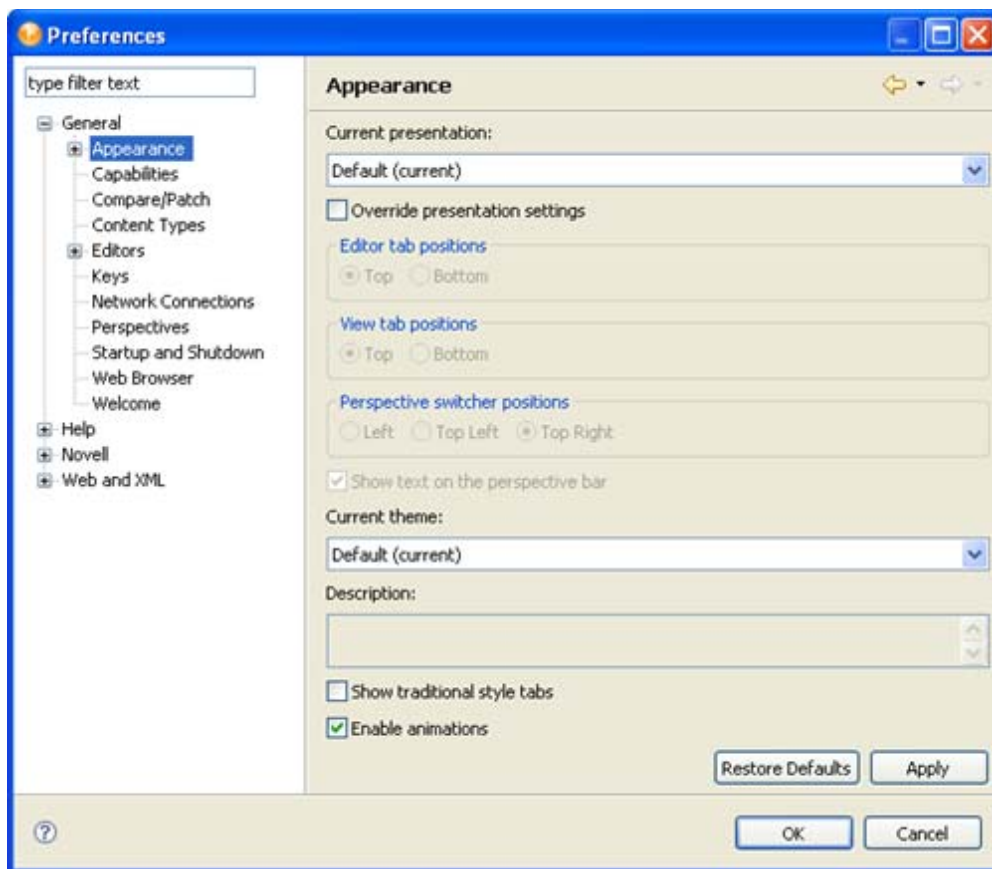 Preferences
type filter text
General
Appearance
Capabilities
Compare/Patch
Content Types
Editors
Keys
Network Connections
Perspectives
Startup and Shutdown
Web Browser
Welcome
Help
Novell
Web and XML
Appearance
Current presentation:
Default (current)
Override presentation settings
Editor tab positions
Top Bottom
View tab positions
Top Bottom
Perspective switcher positions
Left Top Left Top Right
Show text on the perspective bar
Current theme:
Default (current)
Description:
Show traditional style tabs
Enable animations
Restore Defaults Apply
? OK Cancel